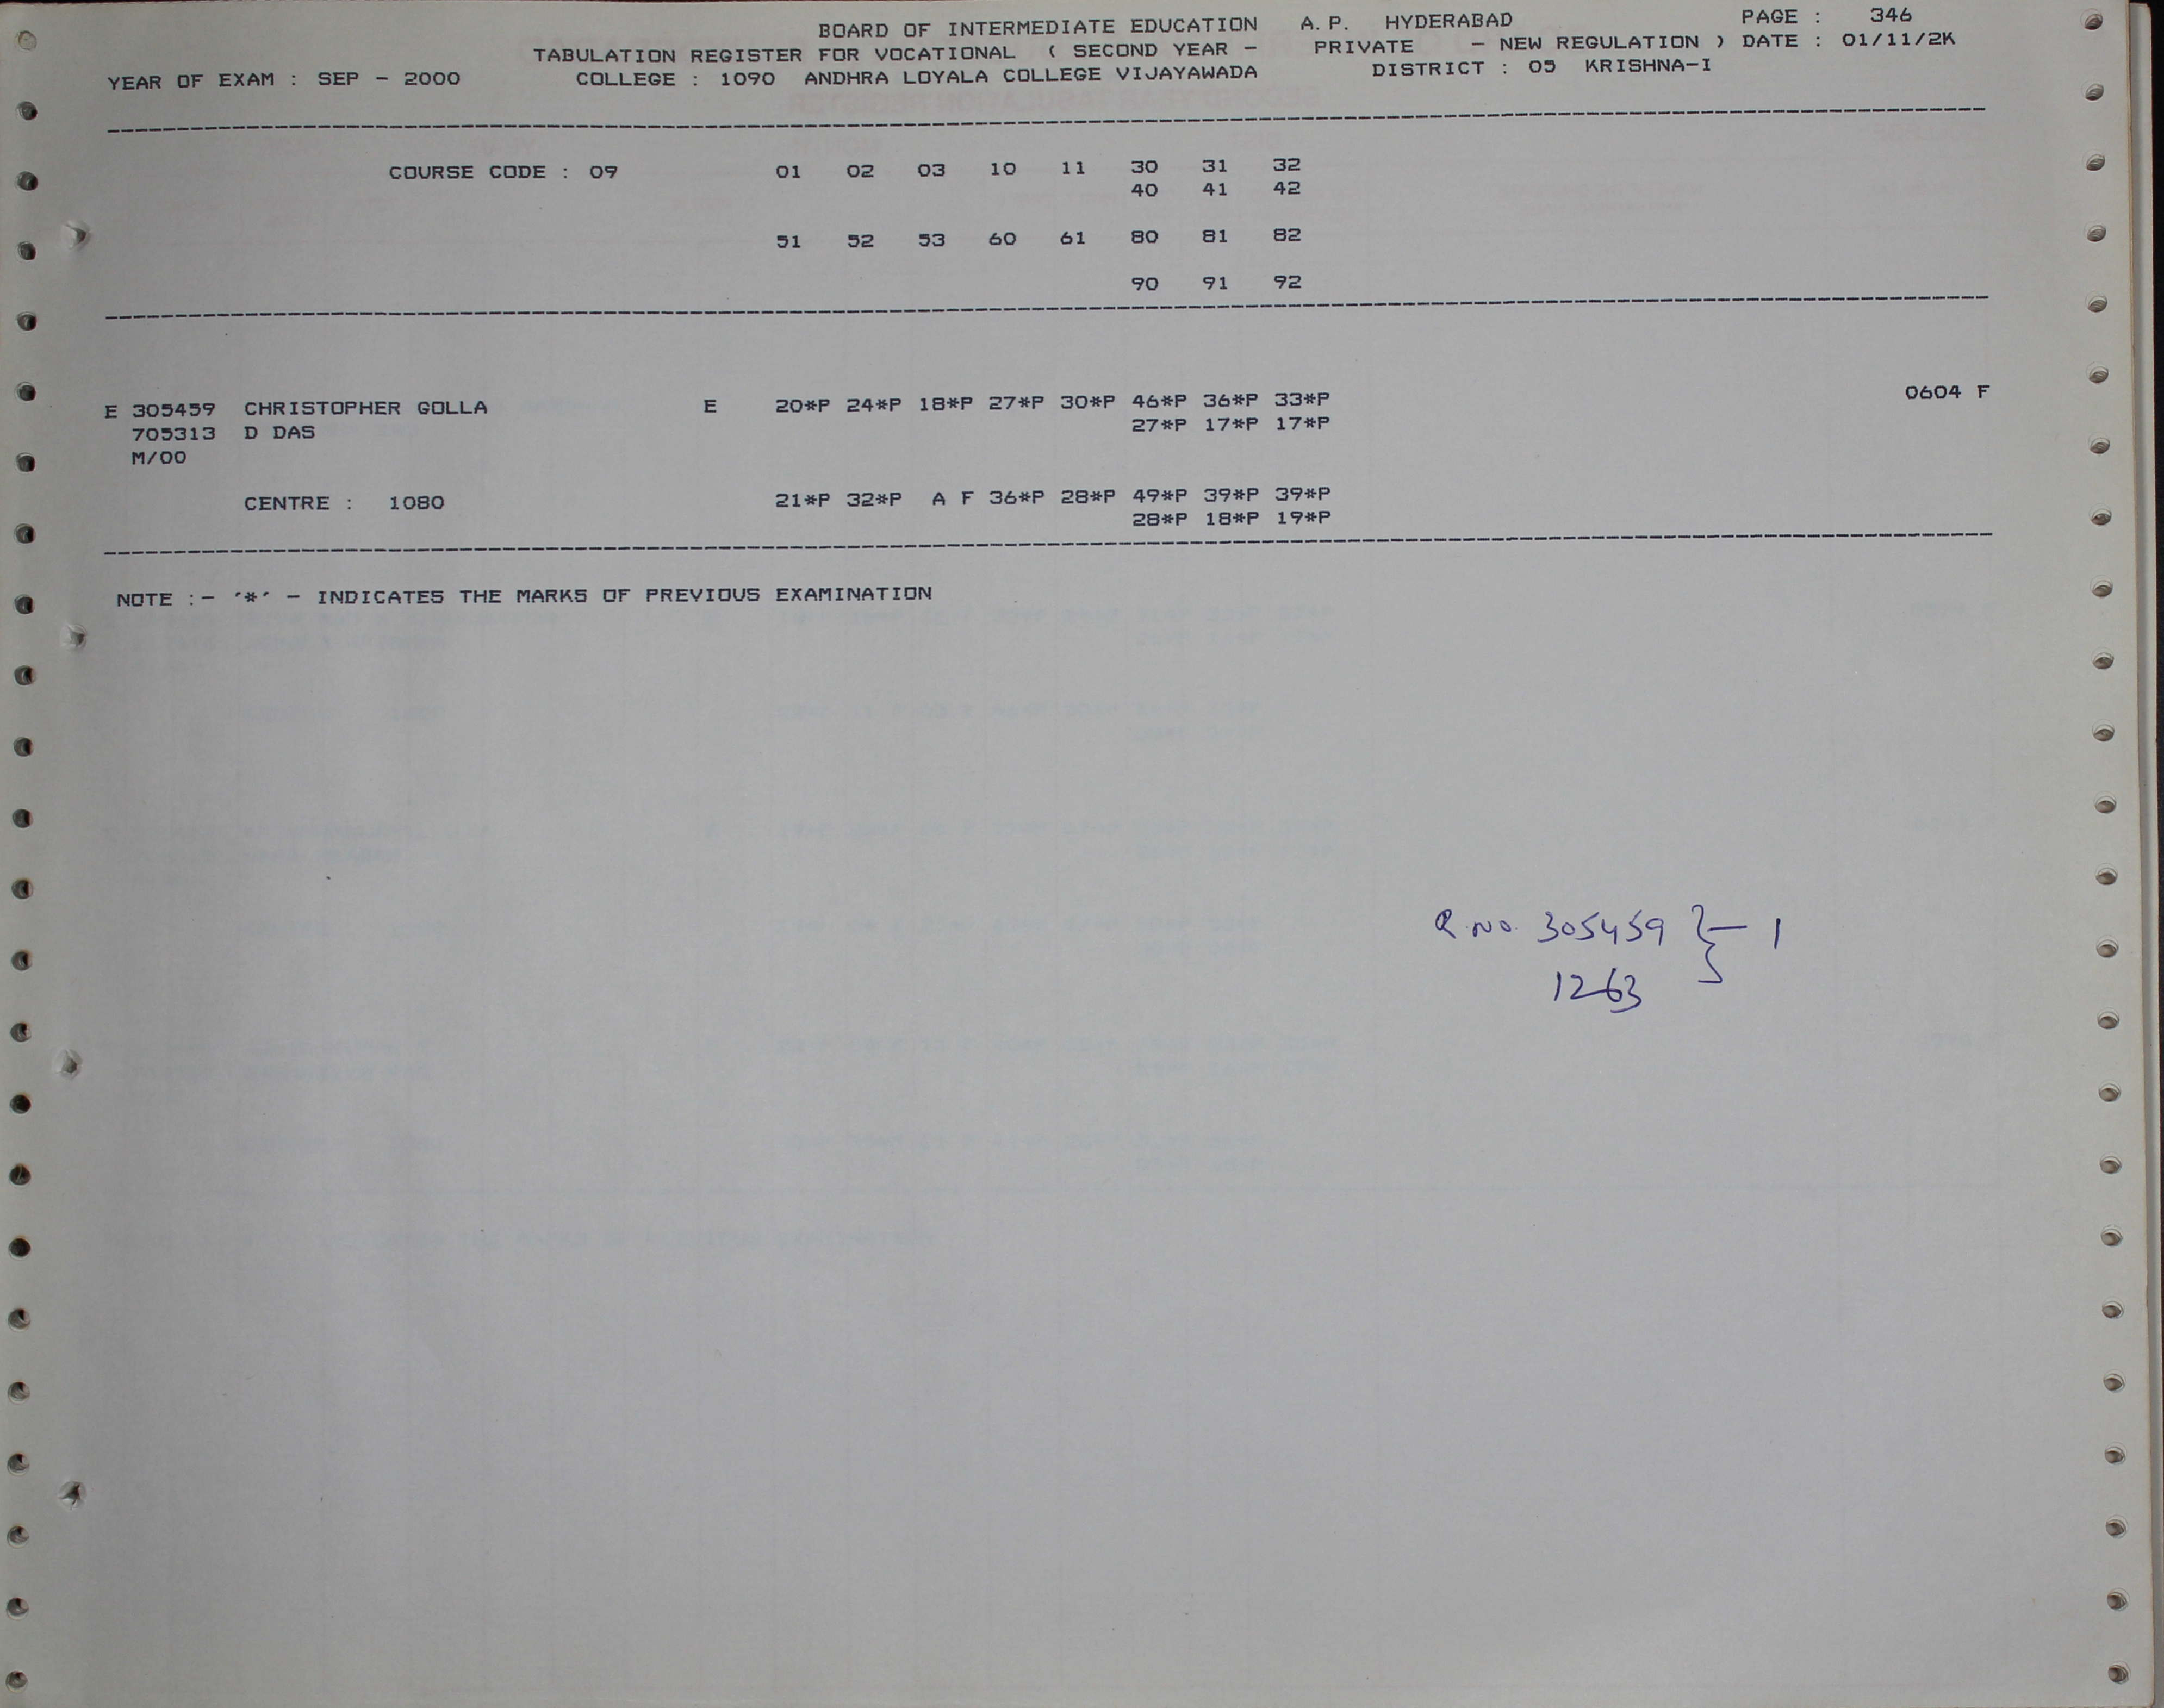 BOARD OF INTERMEDIATE EDUCATION A.P. HYDERABAD PAGE : 346
TABULATION REGISTER FOR VOCATIONAL ( SECOND YEAR - PRIVATE - NEW REGULATION ) DATE : 01/11/2K
YEAR OF EXAM : SEP - 2000 COLLEGE : 1090 ANDHRA LOYALA COLLEGE VIJAYAWADA DISTRICT : 05 KRISHNA-I
COURSE CODE : 09 01 02 03 10 11 30 31 32
40 41 42
51 52 53 60 61 80 81 82
90 91 92
E 305459 CHRISTOPHER GOLLA E 20*P 24*P 18*P 27*P 30*P 46*P 36*P 33*P 0604 F
705313 D DAS 27*P 17*P 17*P
M/00
CENTRE : 1080 21*P 32*P A F 36*P 28*P 49*P 39*P 39*P
28*P 18*P 19*P
NOTE :- '*' - INDICATES THE MARKS OF PREVIOUS EXAMINATION
R.No. 305459 } - 1
1263